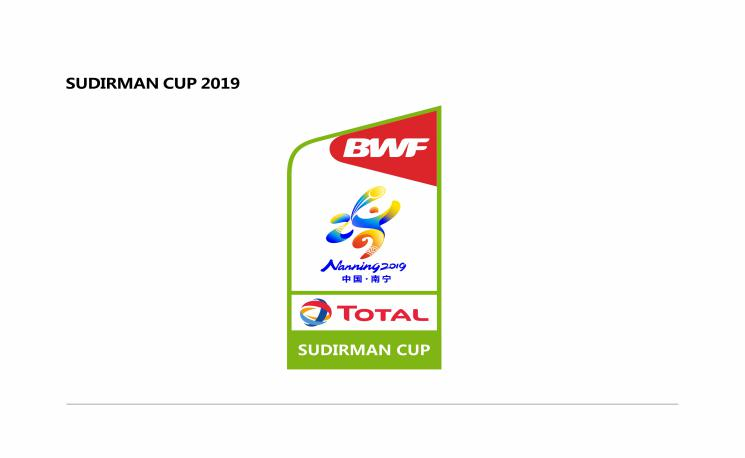 SUDIRMAN CUP 2019
BWF
Nanning2019
中国·南宁
TOTAL
SUDIRMAN CUP